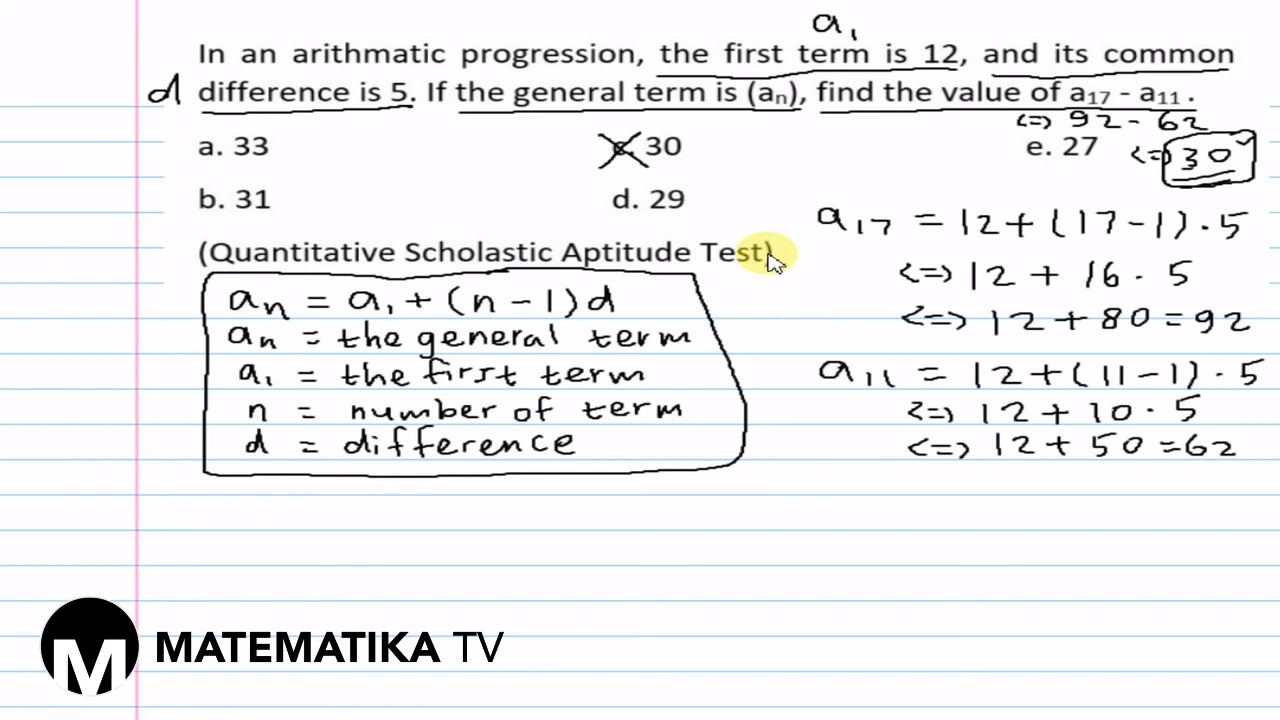 a₁
In an arithmatic progression, the first term is 12, and its common
d difference is 5. If the general term is (aₙ), find the value of a₁₇ - a₁₁.
<=> 92 - 62
a. 33 30 e. 27 <=> 30
b. 31 d. 29
(Quantitative Scholastic Aptitude Test)
aₙ = a₁ + (n - 1)d
aₙ = the general term
a₁ = the first term
n = number of term
d = difference
a₁₇ = 12 + (17 - 1) . 5
<=> 12 + 16 . 5
<=> 12 + 80 = 92
a₁₁ = 12 + (11 - 1) . 5
<=> 12 + 10 . 5
<=> 12 + 50 = 62
M MATEMATIKA TV